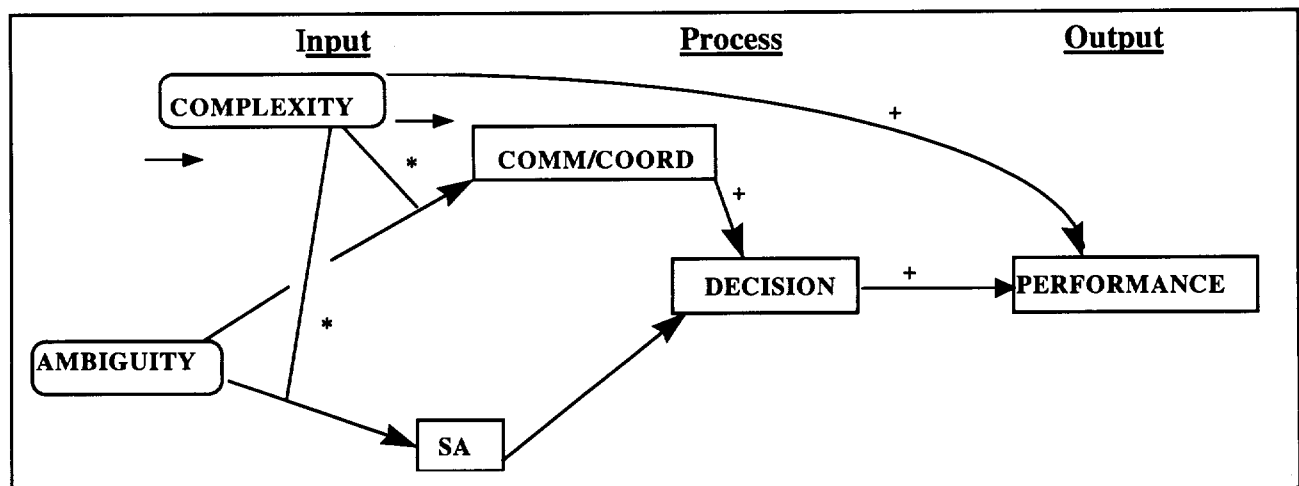 Input Process Output
COMPLEXITY
+
* COMM/COORD
+
DECISION + PERFORMANCE
*
AMBIGUITY
SA